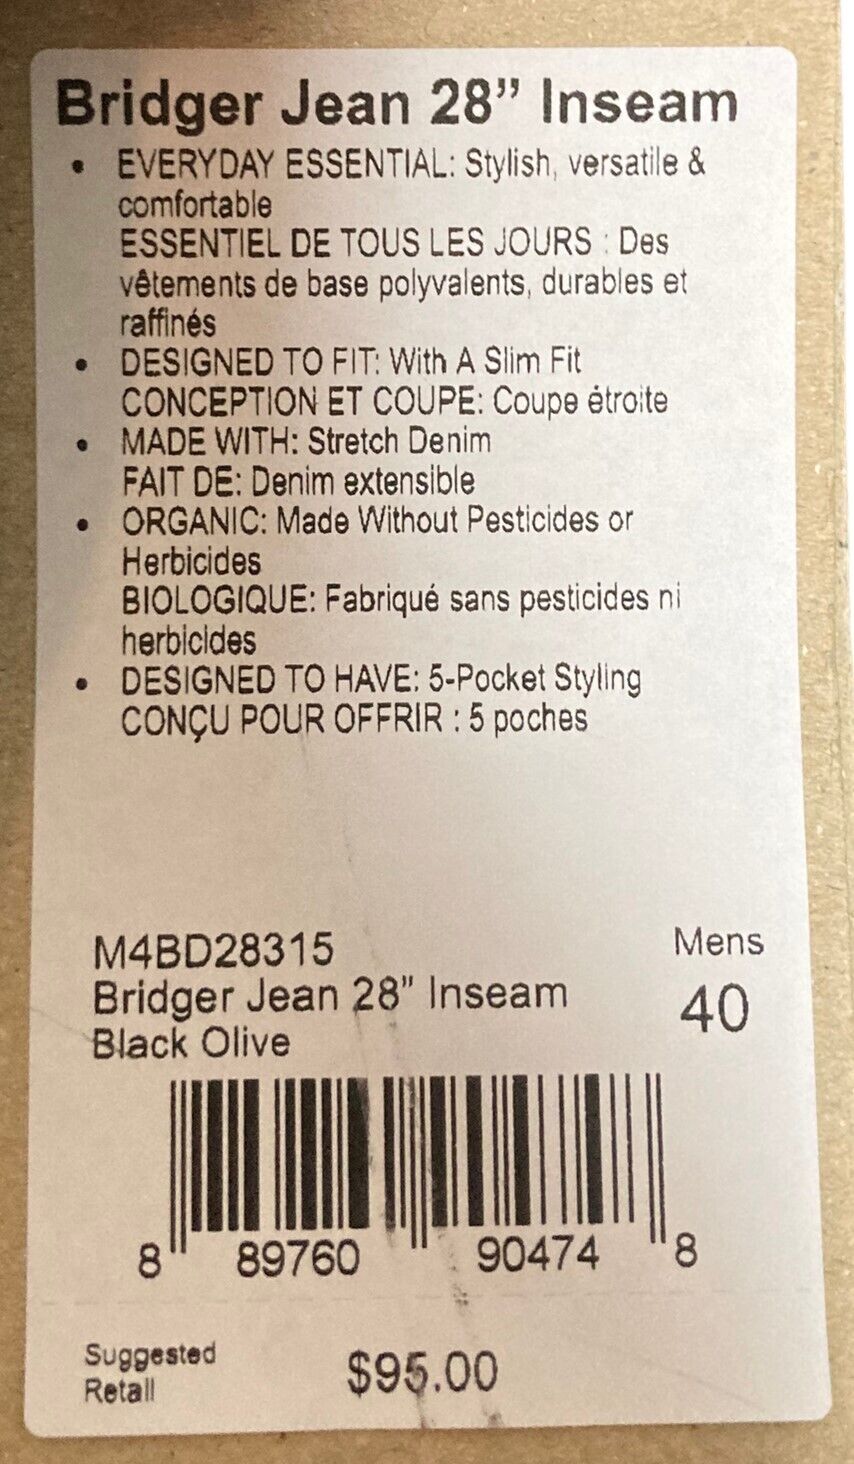 Bridger Jean 28” Inseam
• EVERYDAY ESSENTIAL: Stylish, versatile &
comfortable
ESSENTIEL DE TOUS LES JOURS : Des
vêtements de base polyvalents, durables et
raffinés
• DESIGNED TO FIT: With A Slim Fit
CONCEPTION ET COUPE: Coupe étroite
• MADE WITH: Stretch Denim
FAIT DE: Denim extensible
• ORGANIC: Made Without Pesticides or
Herbicides
BIOLOGIQUE: Fabriqué sans pesticides ni
herbicides
• DESIGNED TO HAVE: 5-Pocket Styling
CONÇU POUR OFFRIR : 5 poches
M4BD28315
Bridger Jean 28” Inseam
Black Olive
Mens
40
8 89760 90474 8
Suggested
Retail
$95.00